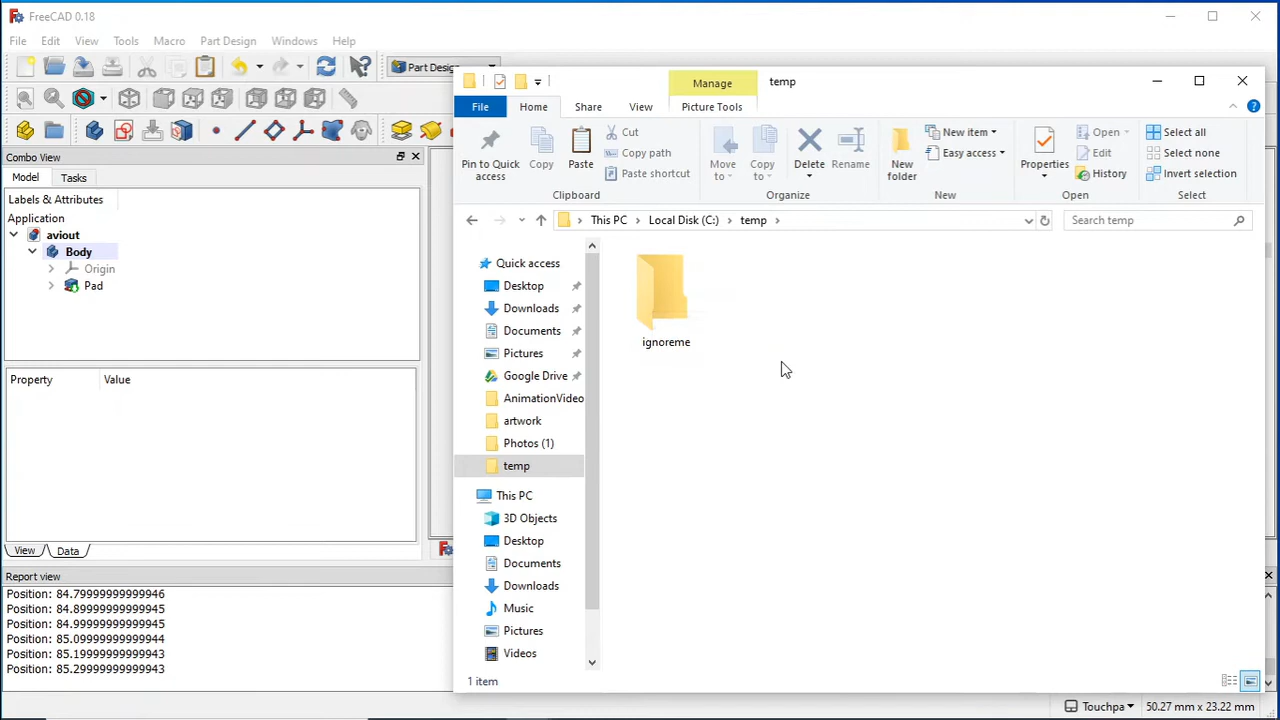 FreeCAD 0.18
File Edit View Tools Macro Part Design Windows Help
Part Desig
Combo View
Model Tasks
Labels & Attributes
Application
aviout
Body
Origin
Pad
Property Value
View Data
Report view
Position: 84.79999999999946
Position: 84.89999999999945
Position: 84.99999999999945
Position: 85.09999999999944
Position: 85.19999999999943
Position: 85.29999999999943
Manage temp
File Home Share View Picture Tools
Pin to Quick access
Copy
Paste
Cut
Copy path
Paste shortcut
Clipboard
Move to
Copy to
Delete
Rename
Organize
New folder
New item
Easy access
New
Properties
Open
Edit
History
Open
Select all
Select none
Invert selection
Select
This PC Local Disk (C:) temp
Search temp
Quick access
Desktop
Downloads
Documents
Pictures
Google Drive
AnimationVideo
artwork
Photos (1)
temp
This PC
3D Objects
Desktop
Documents
Downloads
Music
Pictures
Videos
ignoreme
1 item
Touchpa 50.27 mm x 23.22 mm